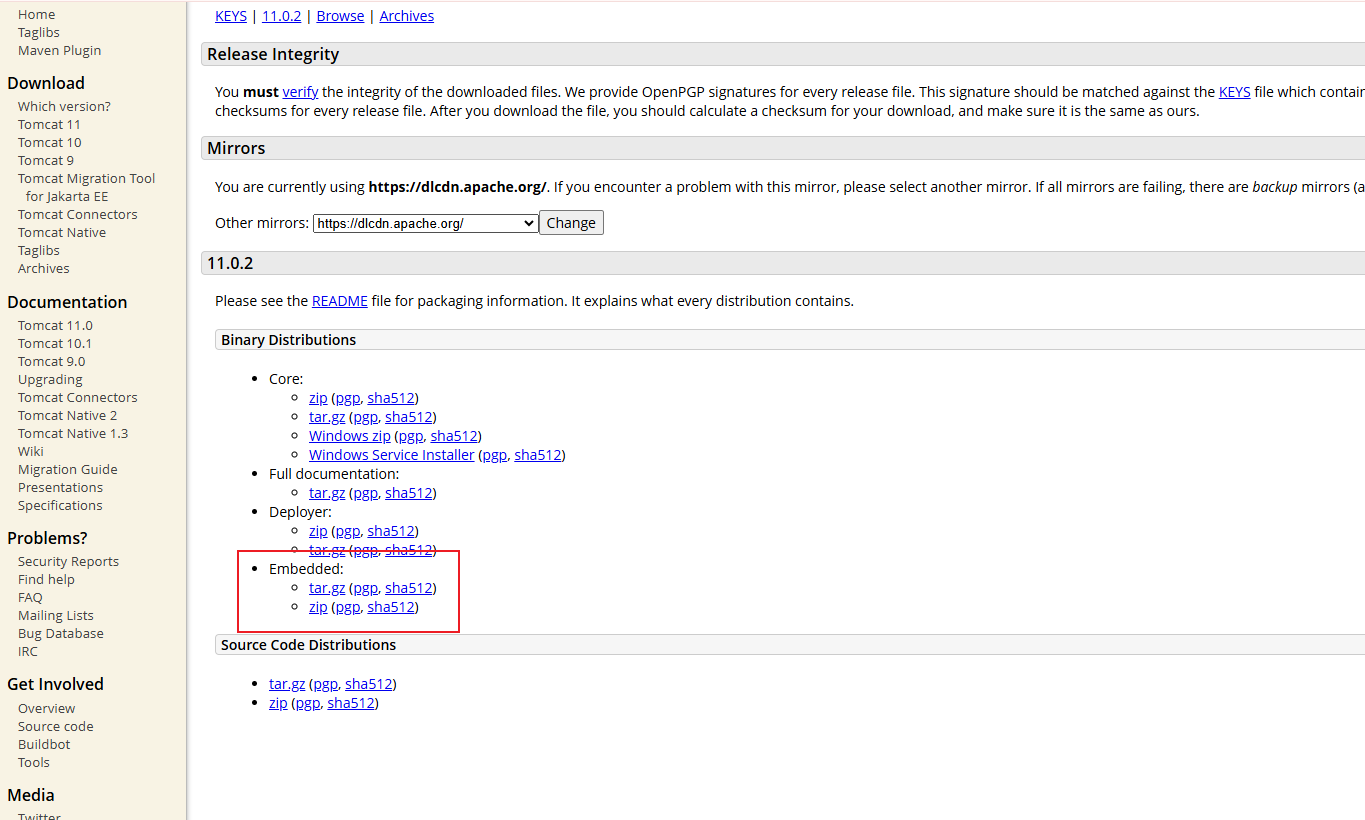 Home
Taglibs
Maven Plugin
Download
Which version?
Tomcat 11
Tomcat 10
Tomcat 9
Tomcat Migration Tool
for Jakarta EE
Tomcat Connectors
Tomcat Native
Taglibs
Archives
Documentation
Tomcat 11.0
Tomcat 10.1
Tomcat 9.0
Upgrading
Tomcat Connectors
Tomcat Native 2
Tomcat Native 1.3
Wiki
Migration Guide
Presentations
Specifications
Problems?
Security Reports
Find help
FAQ
Mailing Lists
Bug Database
IRC
Get Involved
Overview
Source code
Buildbot
Tools
Media
Twitter
KEYS | 11.0.2 | Browse | Archives
Release Integrity
You must verify the integrity of the downloaded files. We provide OpenPGP signatures for every release file. This signature should be matched against the KEYS file which contain
checksums for every release file. After you download the file, you should calculate a checksum for your download, and make sure it is the same as ours.
Mirrors
You are currently using https://dlcdn.apache.org/. If you encounter a problem with this mirror, please select another mirror. If all mirrors are failing, there are backup mirrors (a
Other mirrors: https://dlcdn.apache.org/ Change
11.0.2
Please see the README file for packaging information. It explains what every distribution contains.
Binary Distributions
• Core:
◦ zip (pgp, sha512)
◦ tar.gz (pgp, sha512)
◦ Windows zip (pgp, sha512)
◦ Windows Service Installer (pgp, sha512)
• Full documentation:
◦ tar.gz (pgp, sha512)
• Deployer:
◦ zip (pgp, sha512)
◦ tar.gz (pgp, sha512)
• Embedded:
◦ tar.gz (pgp, sha512)
◦ zip (pgp, sha512)
Source Code Distributions
• tar.gz (pgp, sha512)
• zip (pgp, sha512)